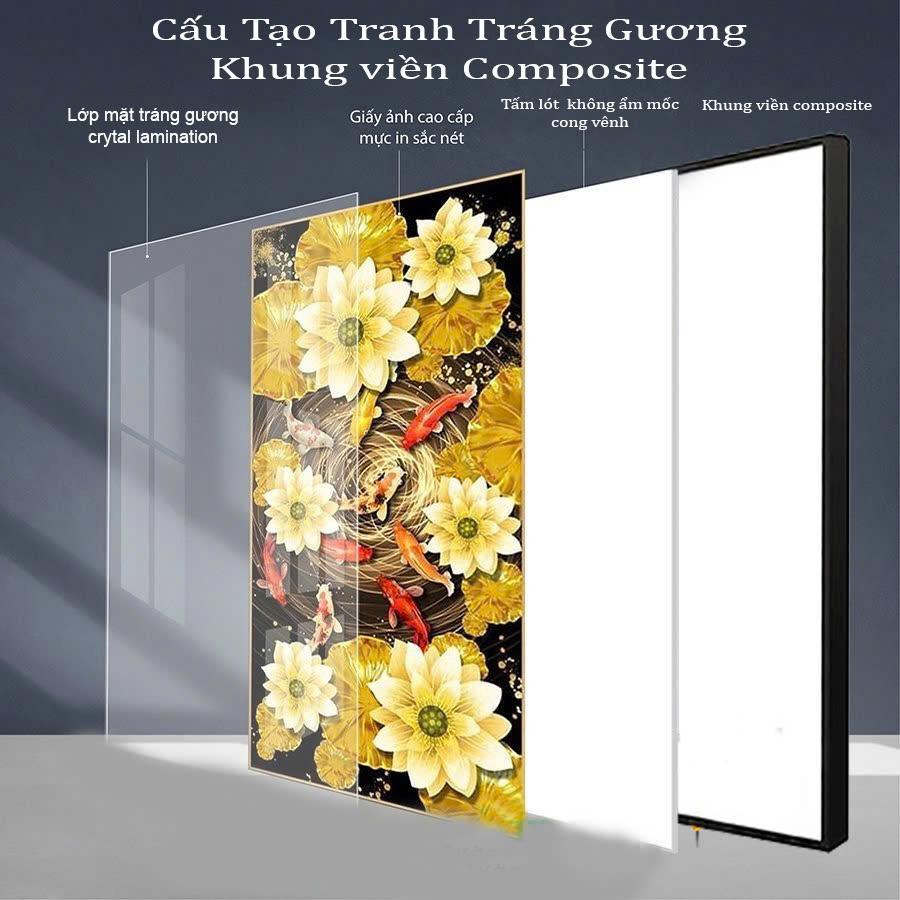 Cấu Tạo Tranh Tráng Gương
Khung viền Composite
Lớp mặt tráng gương
crytal lamination
Giấy ảnh cao cấp
mực in sắc nét
Tấm lót không ẩm mốc
cong vênh
Khung viền composite